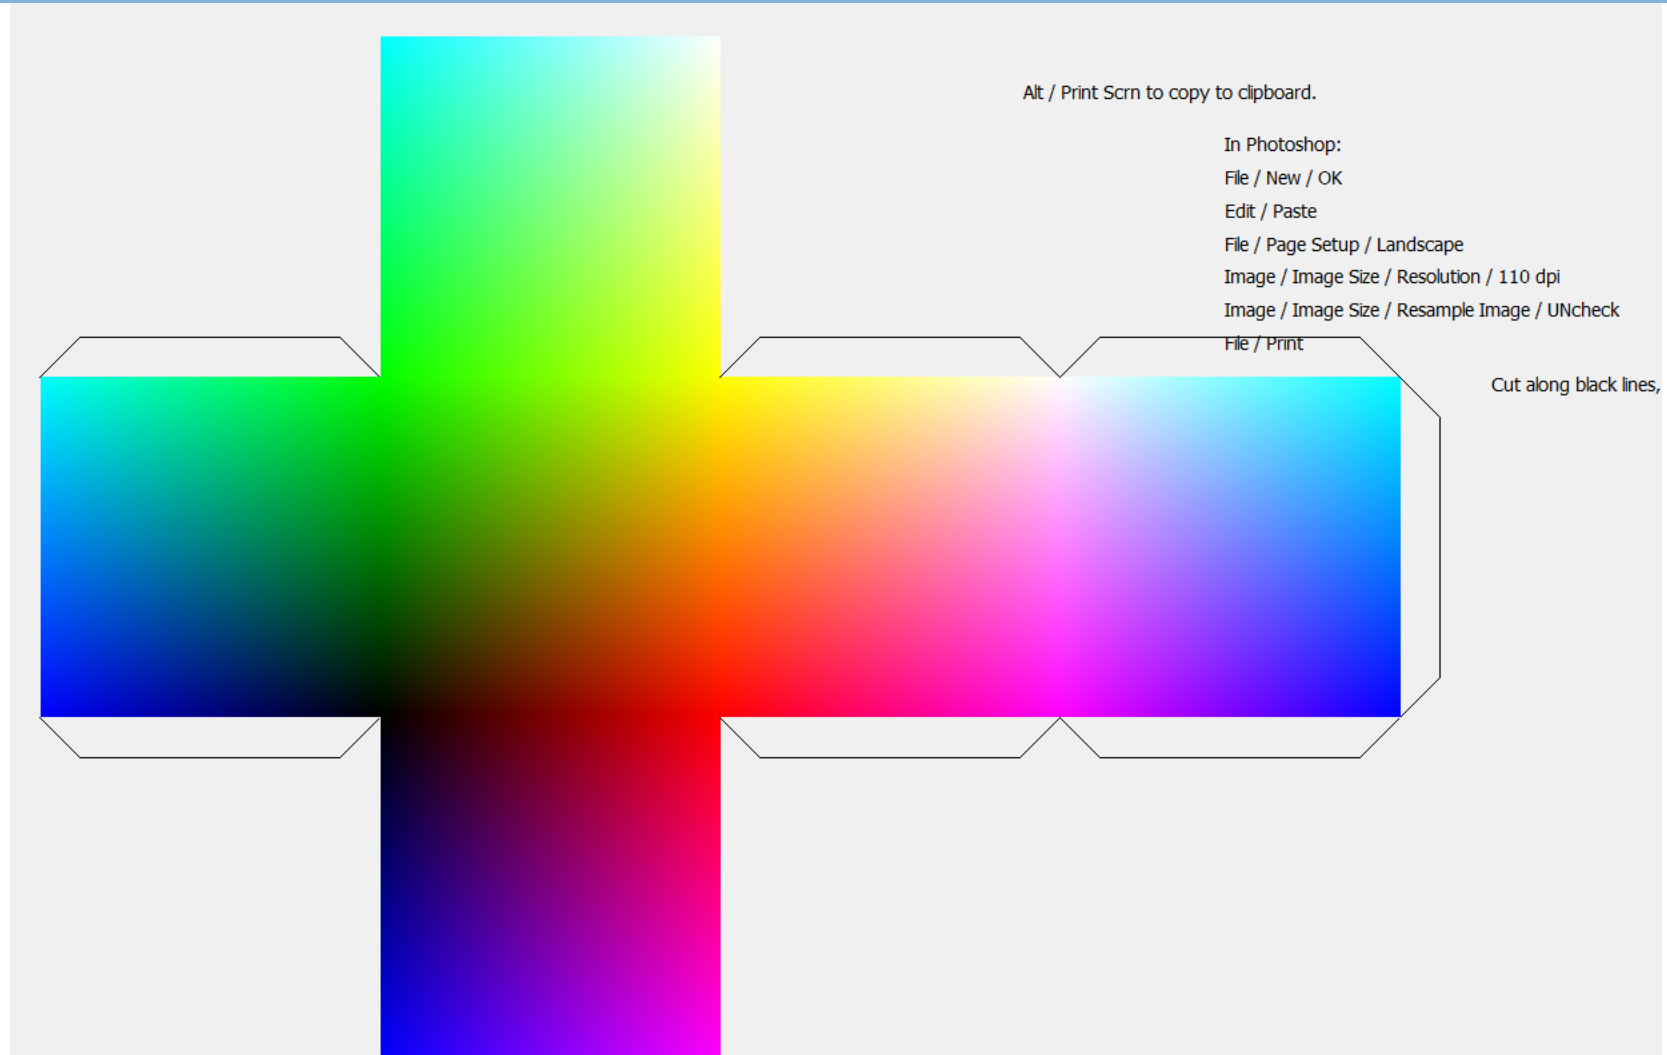 Alt / Print Scrn to copy to clipboard.
In Photoshop:
File / New / OK
Edit / Paste
File / Page Setup / Landscape
Image / Image Size / Resolution / 110 dpi
Image / Image Size / Resample Image / UNcheck
File / Print
Cut along black lines,